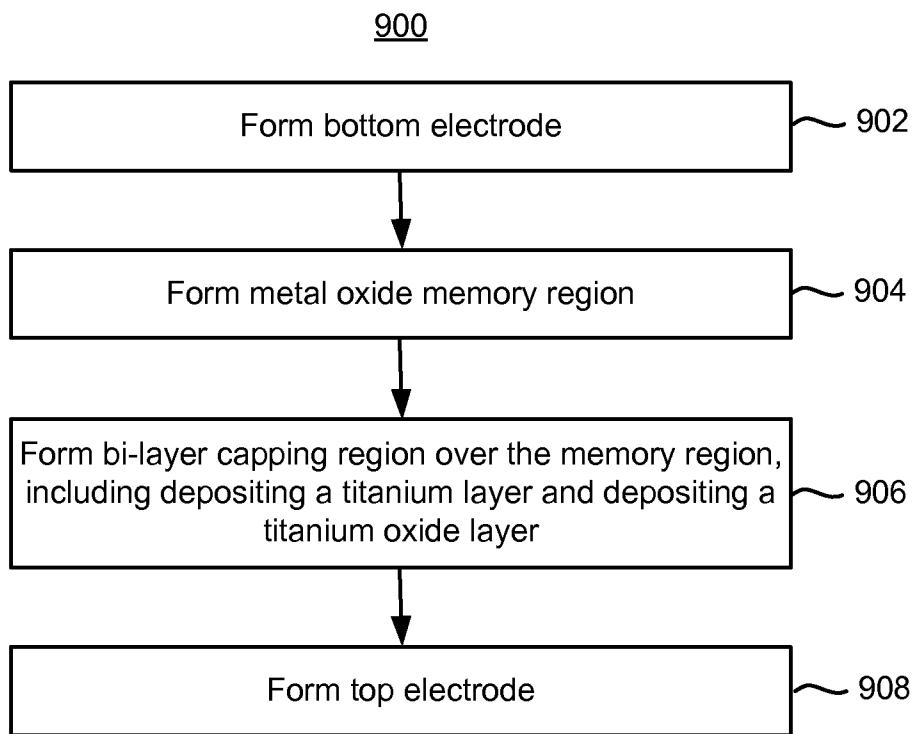 900
Form bottom electrode
902
Form metal oxide memory region
904
Form bi-layer capping region over the memory region,
including depositing a titanium layer and depositing a
titanium oxide layer
906
Form top electrode
908